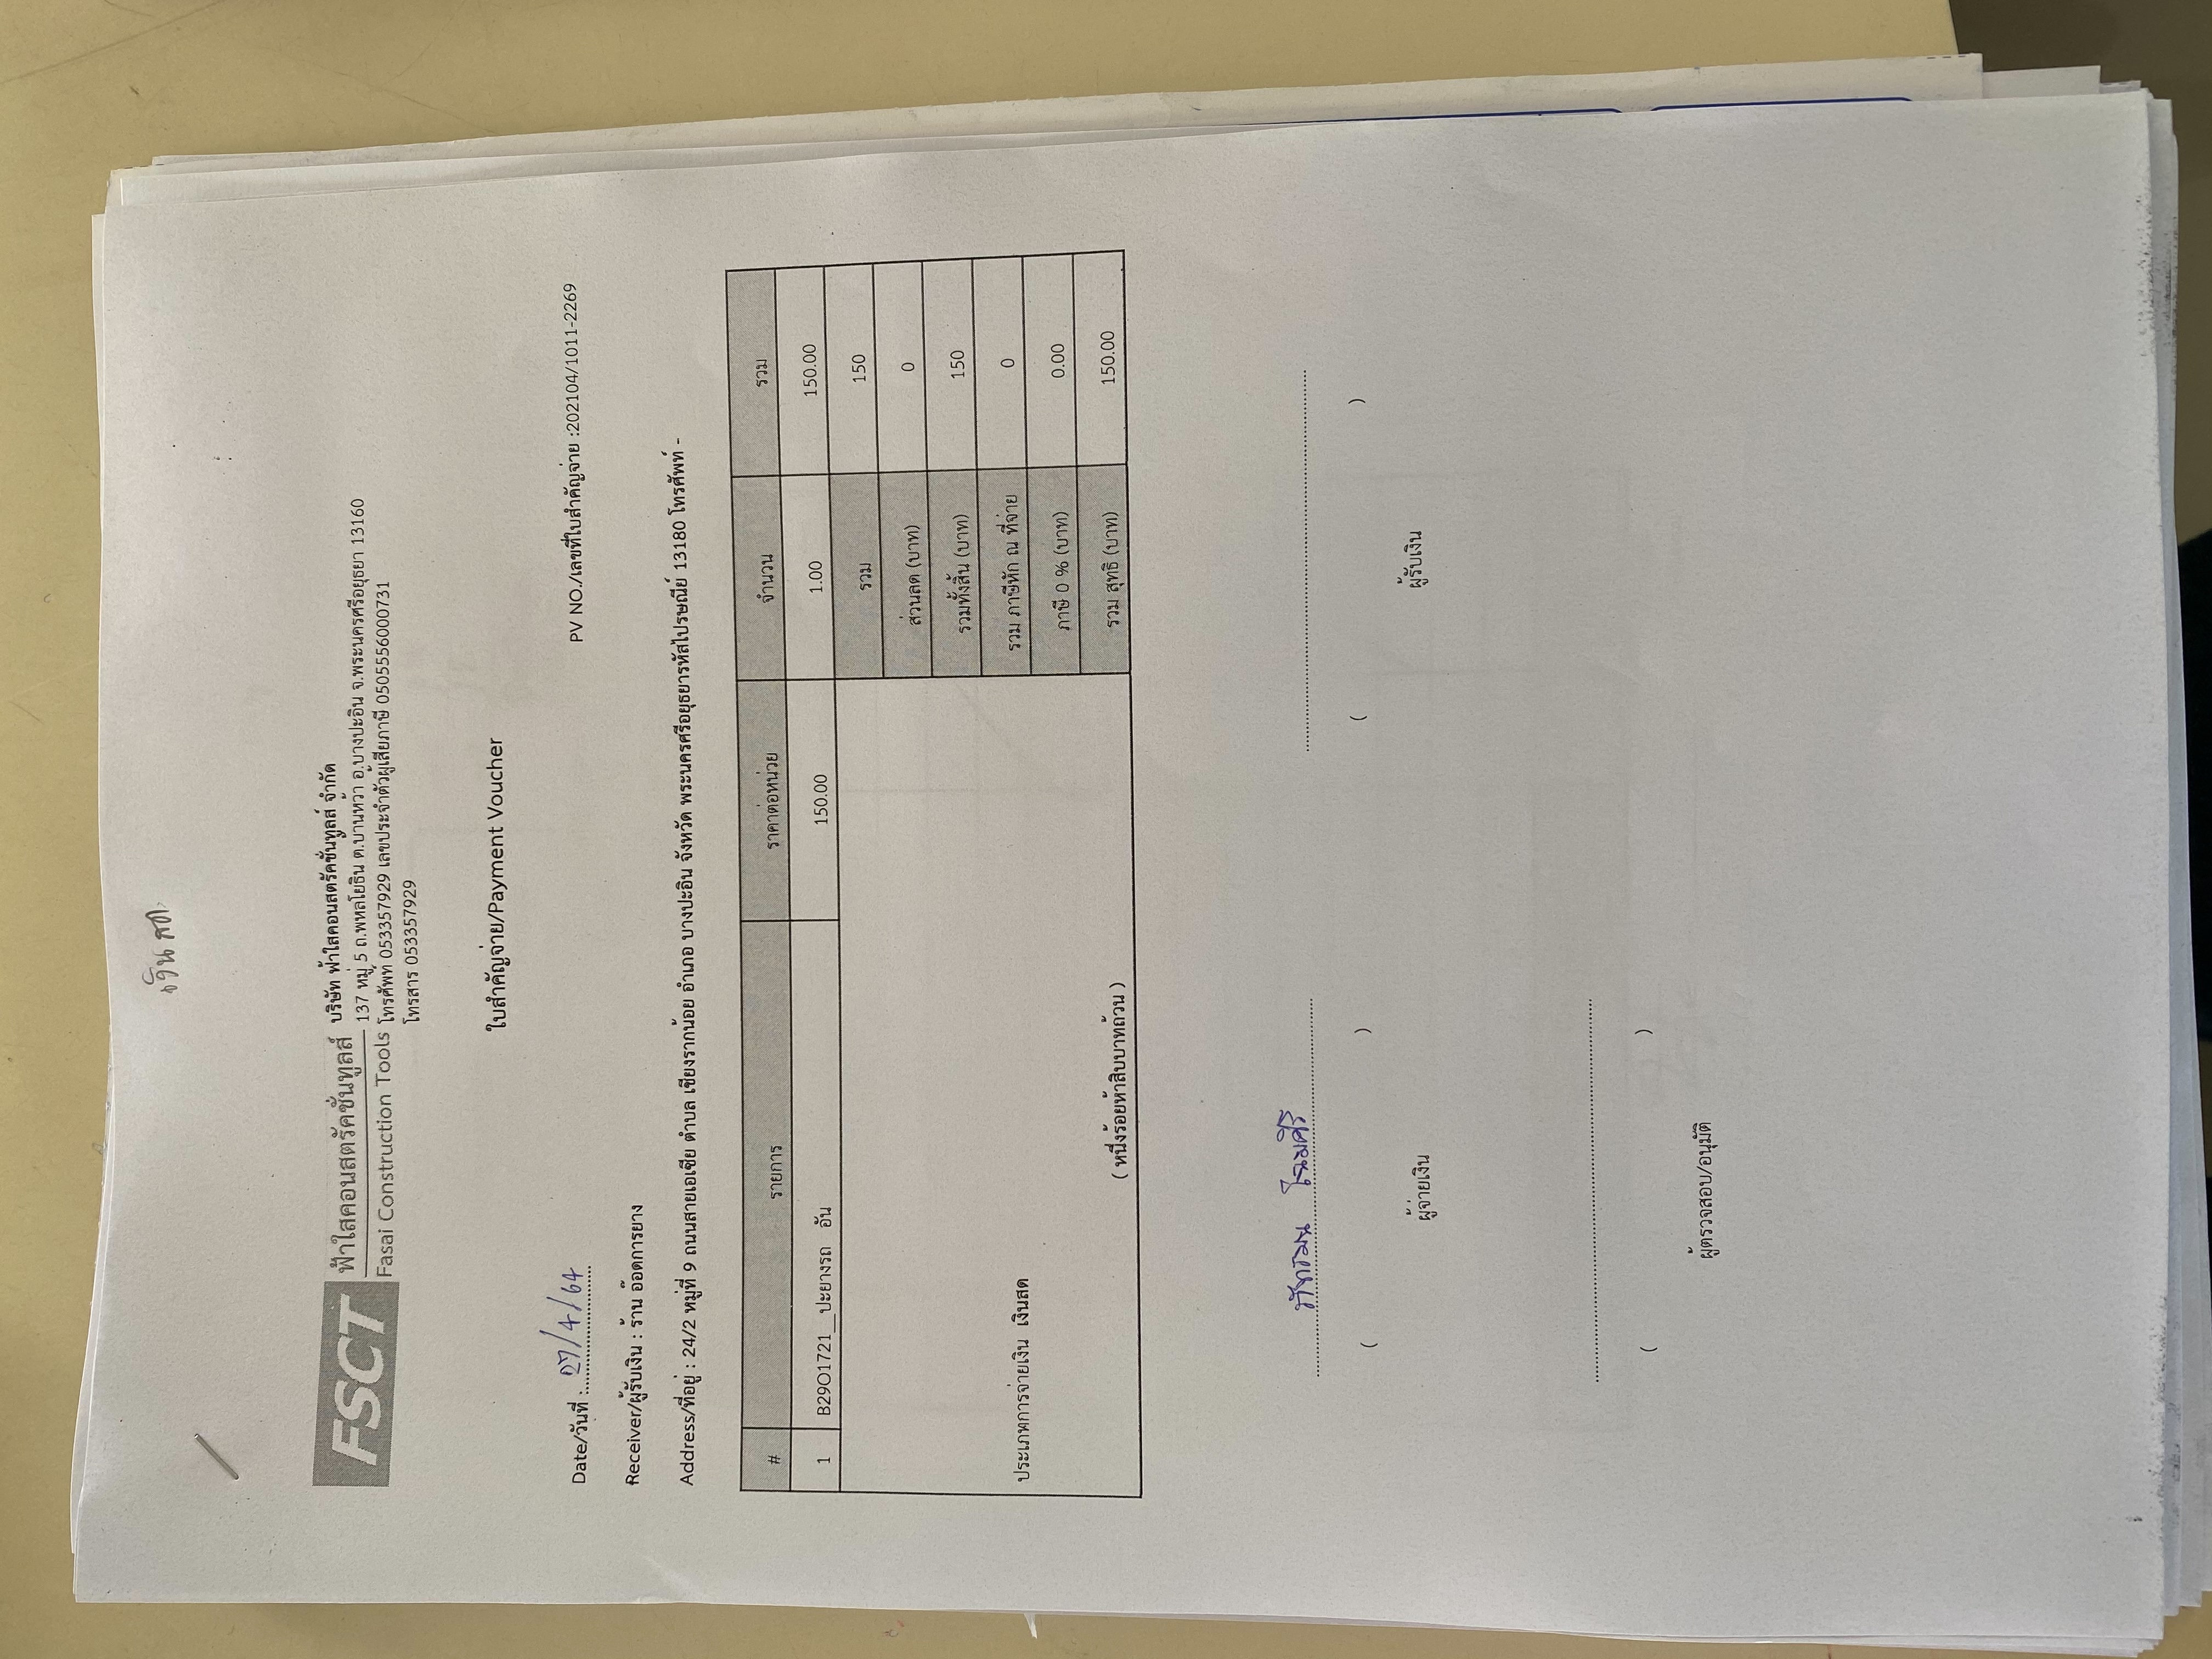 เงินสด
FSCT
ฟ้าใสคอนสตรัคชั่นทูลส์
Fasai Construction Tools
บริษัท ฟ้าใสคอนสตรัคชั่นทูลส์ จำกัด
137 หมู่ 5 ถ.พหลโยธิน ต.บ้านหว้า อ.บางปะอิน จ.พระนครศรีอยุธยา 13160
โทรศัพท์ 053357929 เลขประจำตัวผู้เสียภาษี 0505556000731
โทรสาร 053357929
ใบสำคัญจ่าย/Payment Voucher
Date/วันที่ : 27/4/64
PV NO./เลขที่ใบสำคัญจ่าย :202104/1011-2269
Receiver/ผู้รับเงิน : ร้าน อ๊อดการยาง
Address/ที่อยู่ : 24/2 หมู่ที่ 9 ถนนสายเอเซีย ตำบล เชียงรากน้อย อำเภอ บางปะอิน จังหวัด พระนครศรีอยุธยารหัสไปรษณีย์ 13180 โทรศัพท์ -
# รายการ ราคาต่อหน่วย จำนวน รวม
1 B29O1721__ปะยางรถ อัน 150.00 1.00 150.00
รวม 150
ส่วนลด (บาท) 0
รวมทั้งสิ้น (บาท) 150
ประเภทการจ่ายเงิน เงินสด
รวม ภาษีหัก ณ ที่จ่าย 0
ภาษี 0 % (บาท) 0.00
( หนึ่งร้อยห้าสิบบาทถ้วน )
รวม สุทธิ (บาท) 150.00
ภัทรมน โฉมศิริ
( )
( )
ผู้จ่ายเงิน
ผู้รับเงิน
( )
ผู้ตรวจสอบ/อนุมัติ